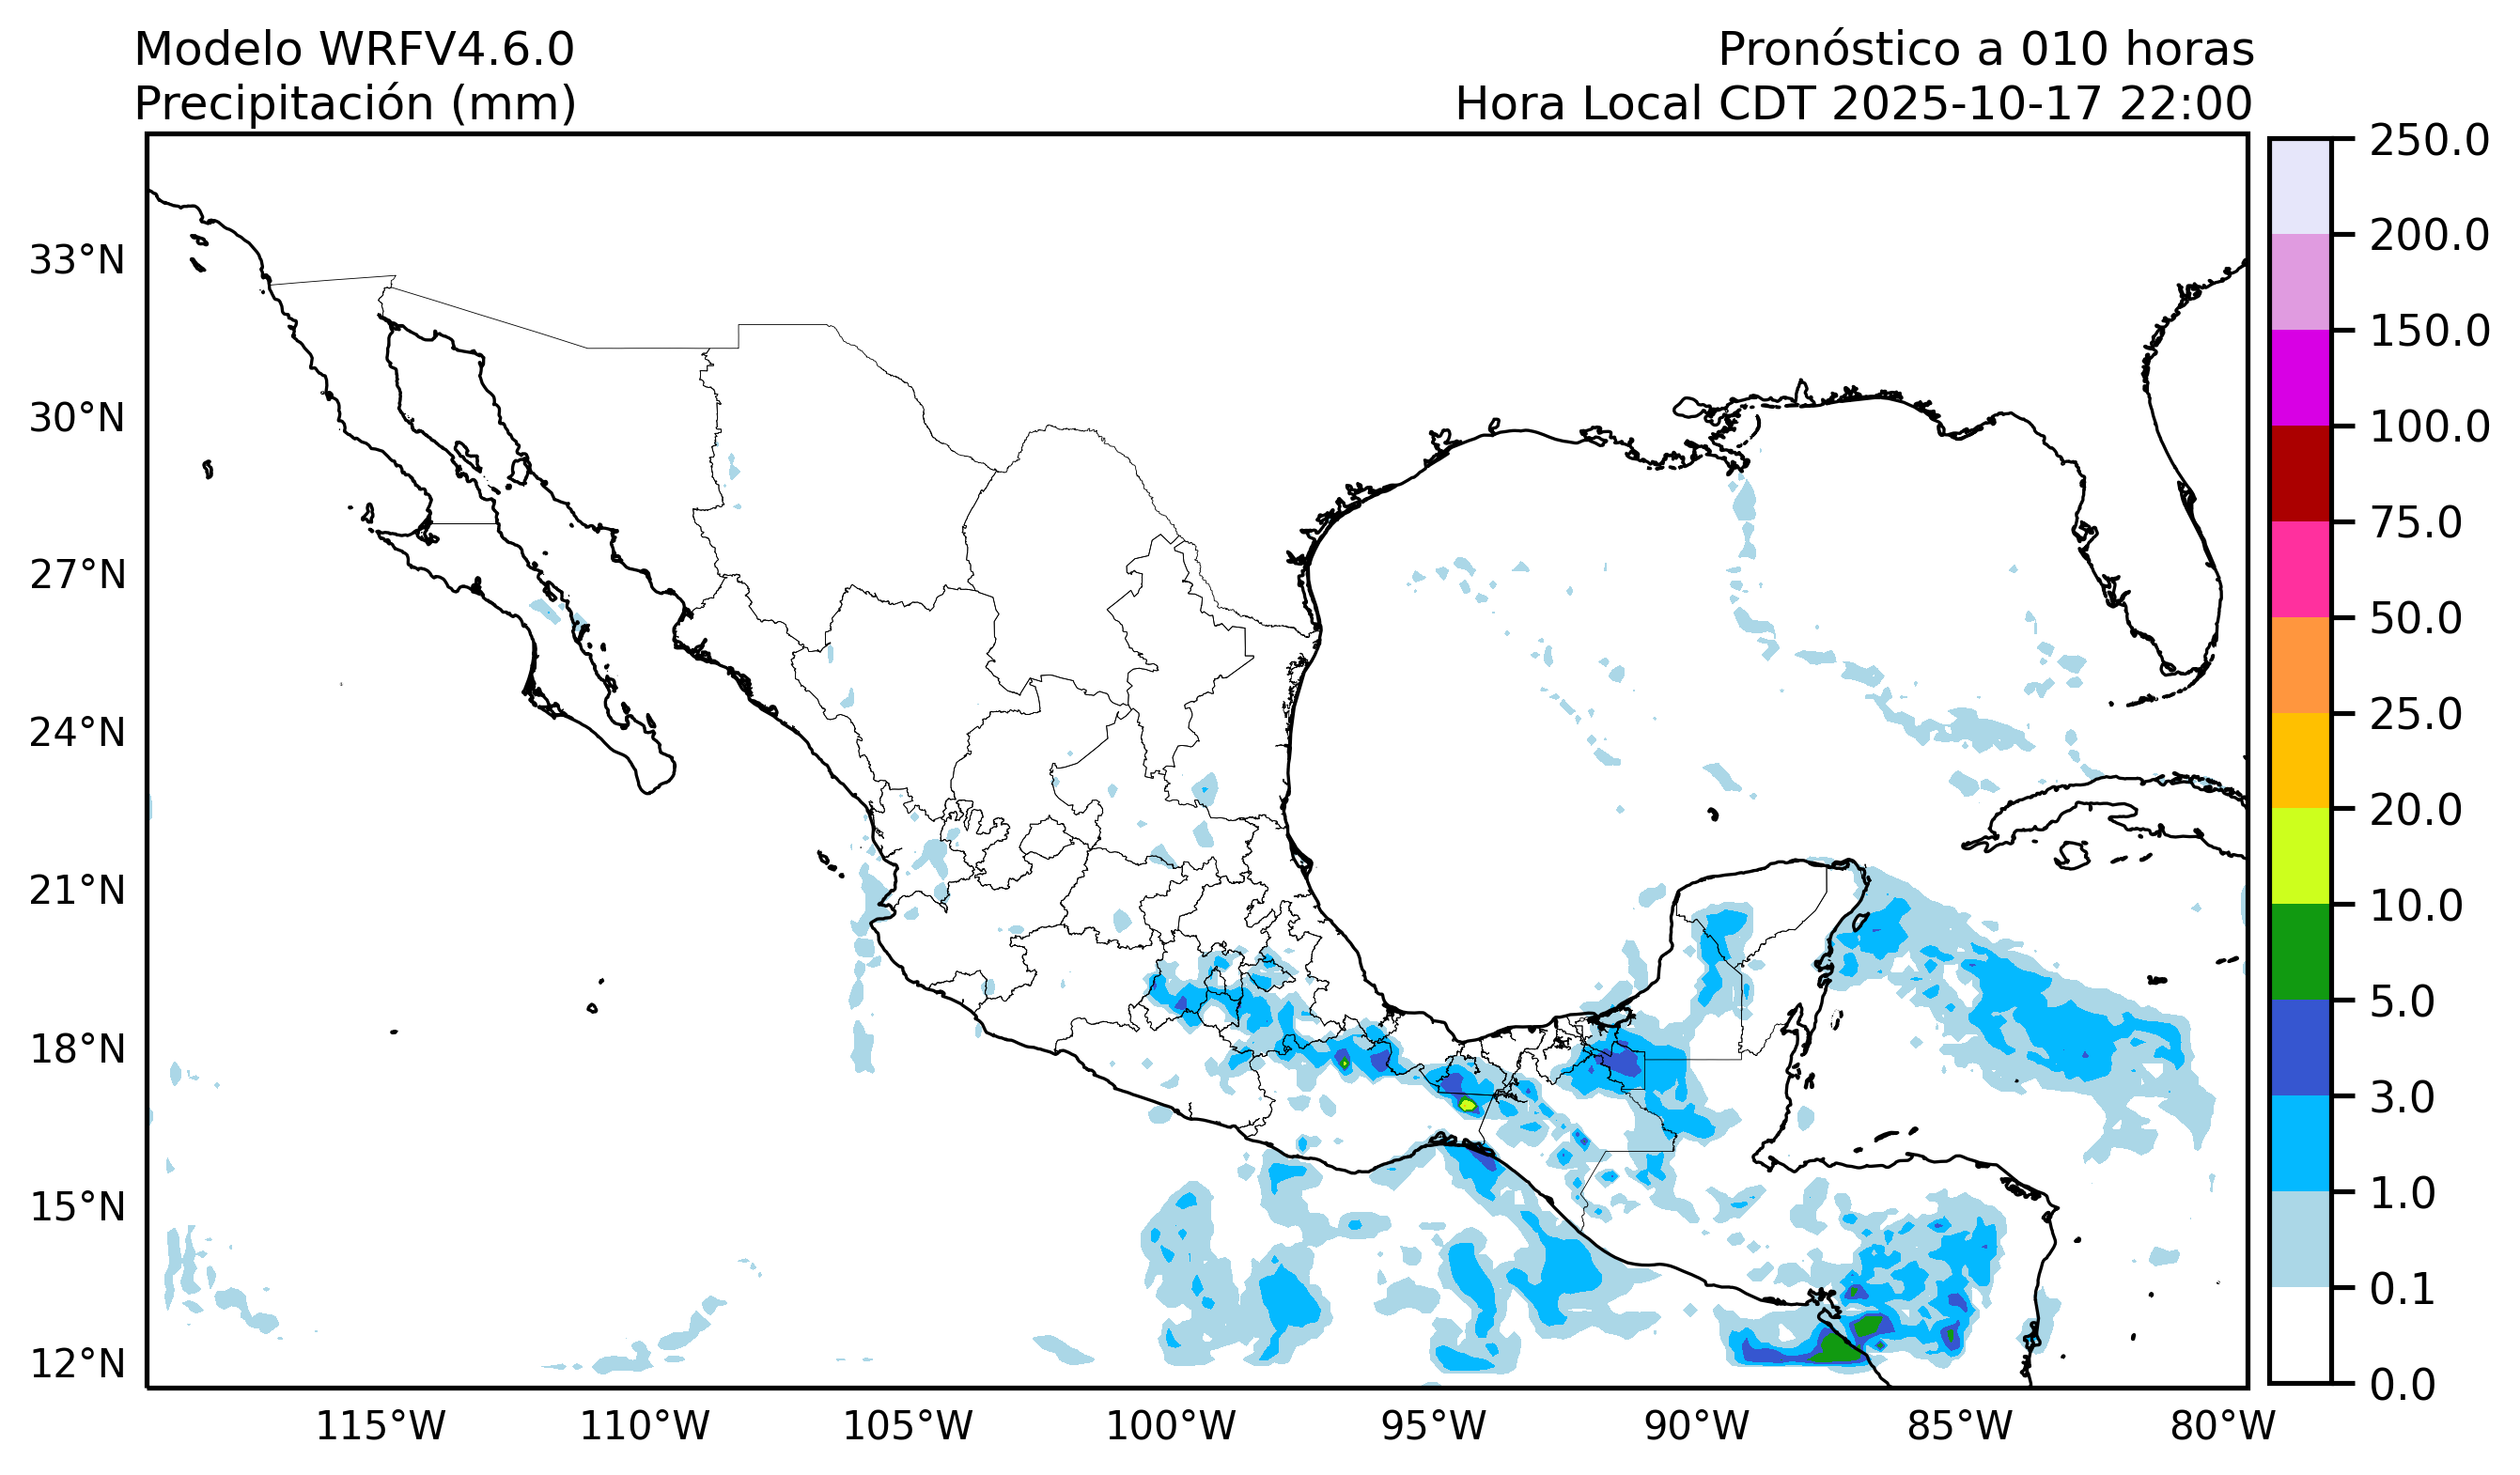 Modelo WRFV4.6.0
Precipitación (mm)
Pronóstico a 010 horas
Hora Local CDT 2025-10-17 22:00
33°N
30°N
27°N
24°N
21°N
18°N
15°N
12°N
115°W
110°W
105°W
100°W
95°W
90°W
85°W
80°W
250.0
200.0
150.0
100.0
75.0
50.0
25.0
20.0
10.0
5.0
3.0
1.0
0.1
0.0